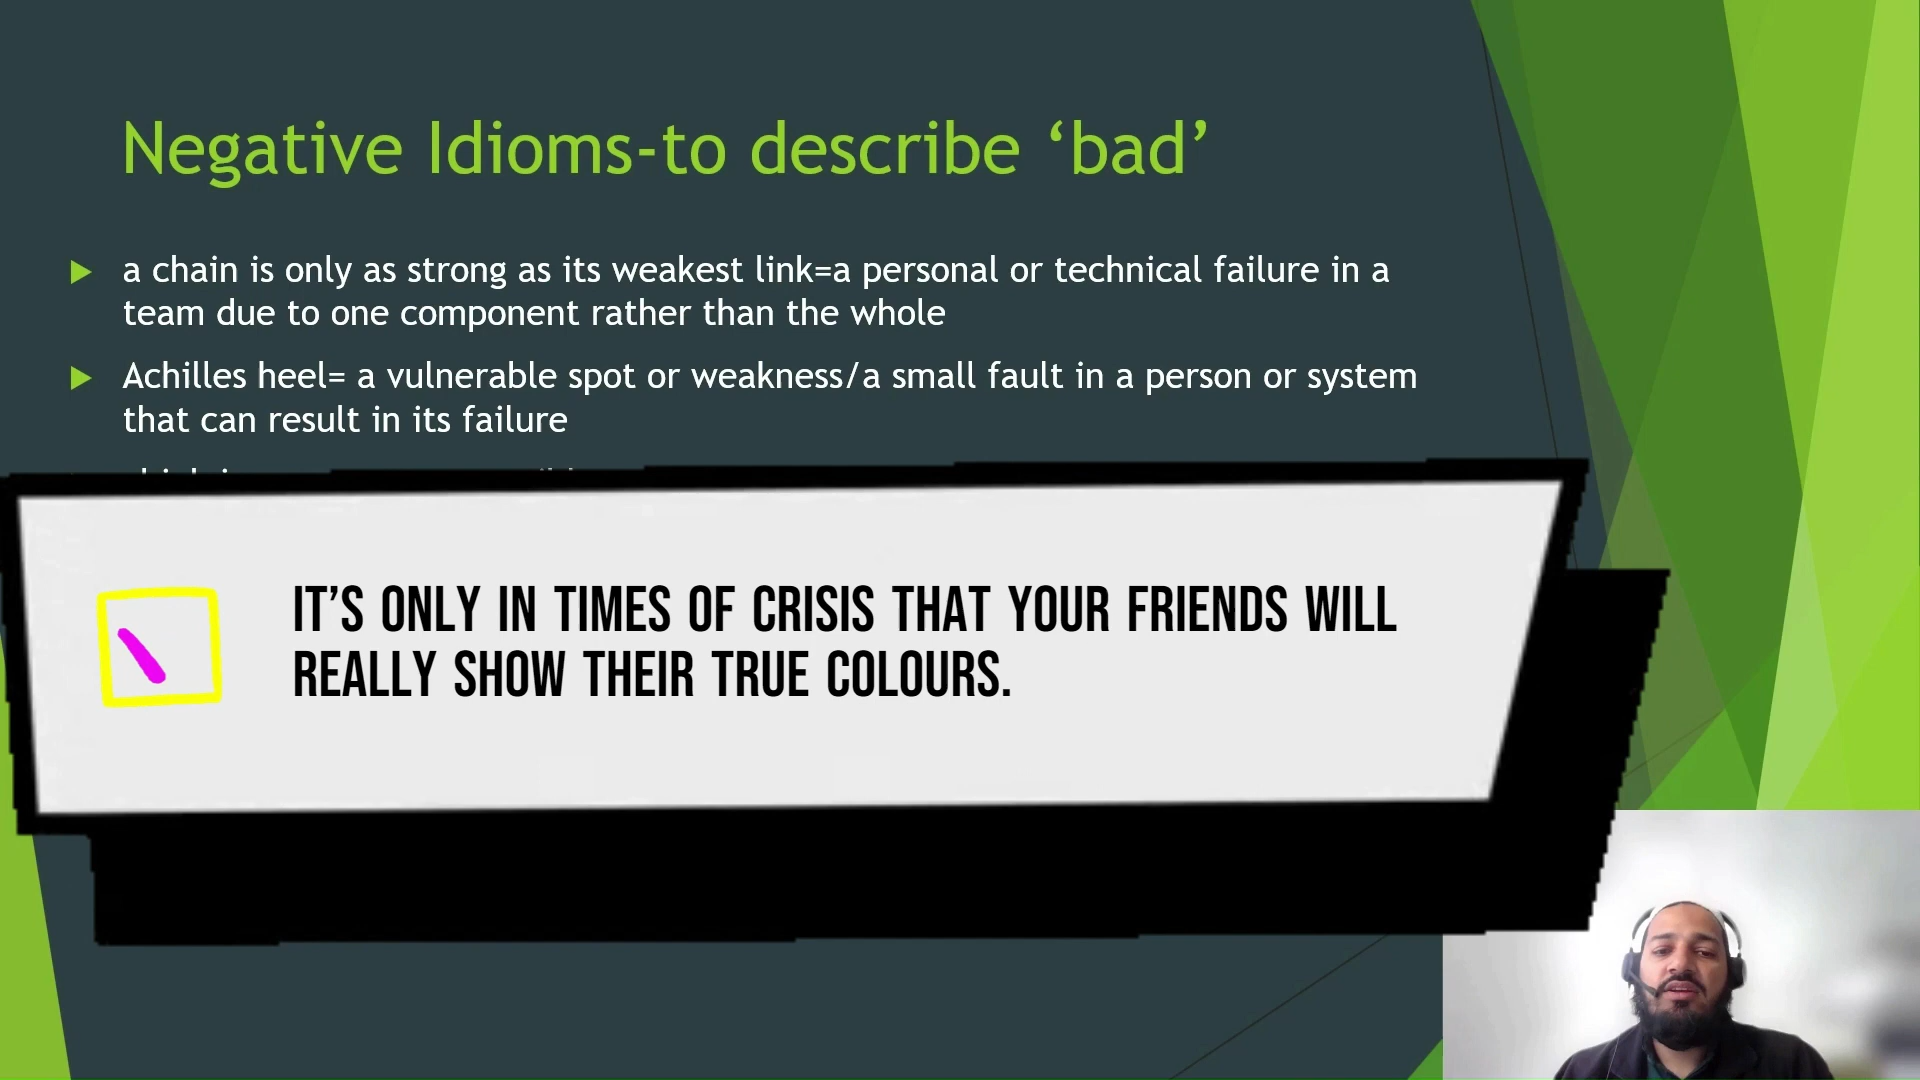 Negative Idioms-to describe ‘bad’
a chain is only as strong as its weakest link=a personal or technical failure in a
team due to one component rather than the whole
Achilles heel= a vulnerable spot or weakness/a small fault in a person or system
that can result in its failure
IT’S ONLY IN TIMES OF CRISIS THAT YOUR FRIENDS WILL
REALLY SHOW THEIR TRUE COLOURS.